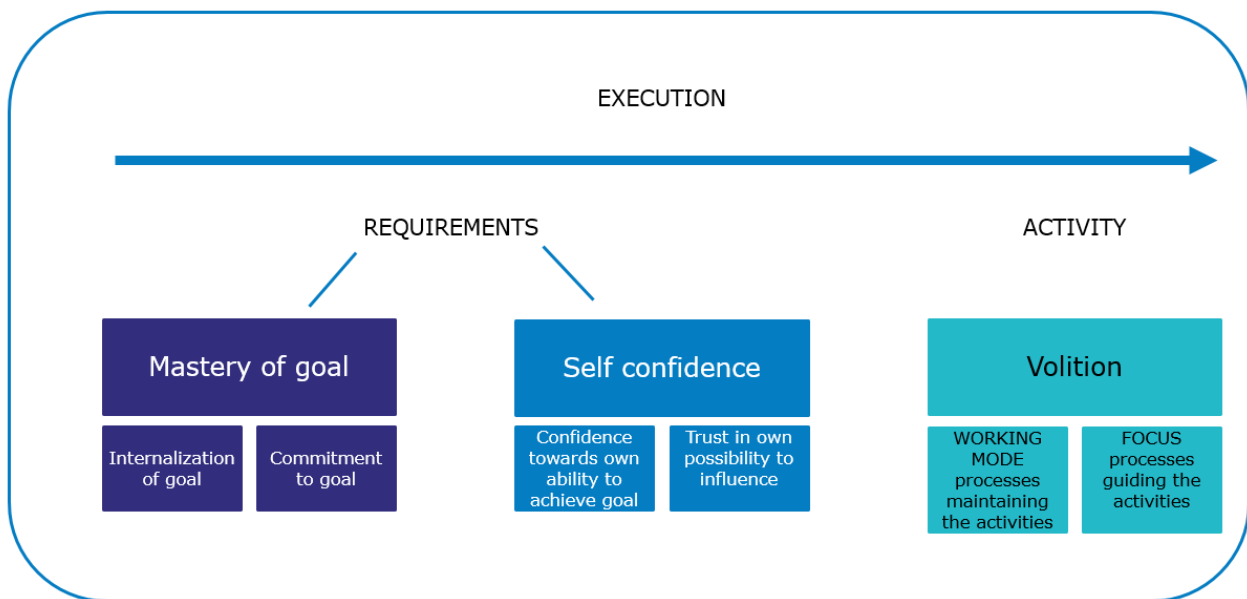 EXECUTION
REQUIREMENTS
ACTIVITY
Mastery of goal
Self confidence
Volition
Internalization
of goal
Commitment
to goal
Confidence
towards own
ability to
achieve goal
Trust in own
possibility to
influence
WORKING
MODE
processes
maintaining
the activities
FOCUS
processes
guiding the
activities